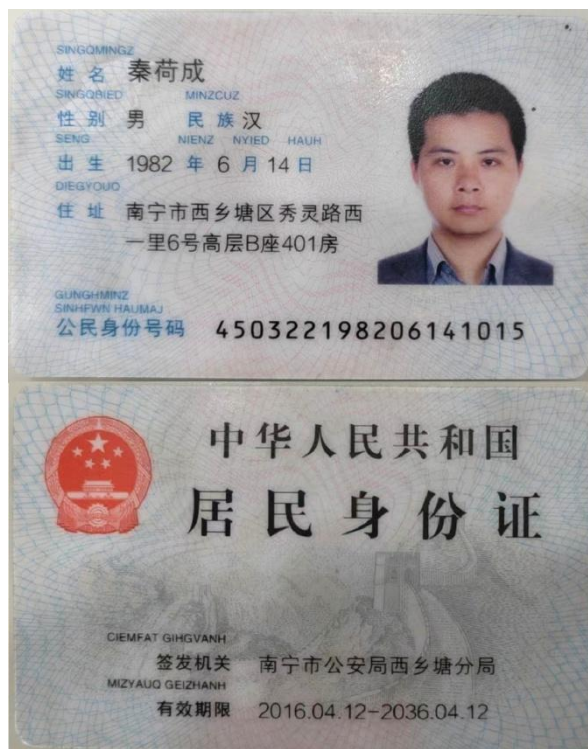 SINGQMINGZ
姓名 秦荷成
SINGQBIED MINZCUZ
性别 男 民族 汉
SENG NIENZ NYIED HAUH
出生 1982 年 6 月 14 日
DIEGYOUQ
住址 南宁市西乡塘区秀灵路西
一里6号高层B座401房
GUNGHMINZ
SINHFWN HAUMAJ
公民身份号码 450322198206141015
中华人民共和国
居民身份证
CIEMFAT GIHGVANH
签发机关 南宁市公安局西乡塘分局
MIZYAUQ GEIZHANH
有效期限 2016.04.12-2036.04.12